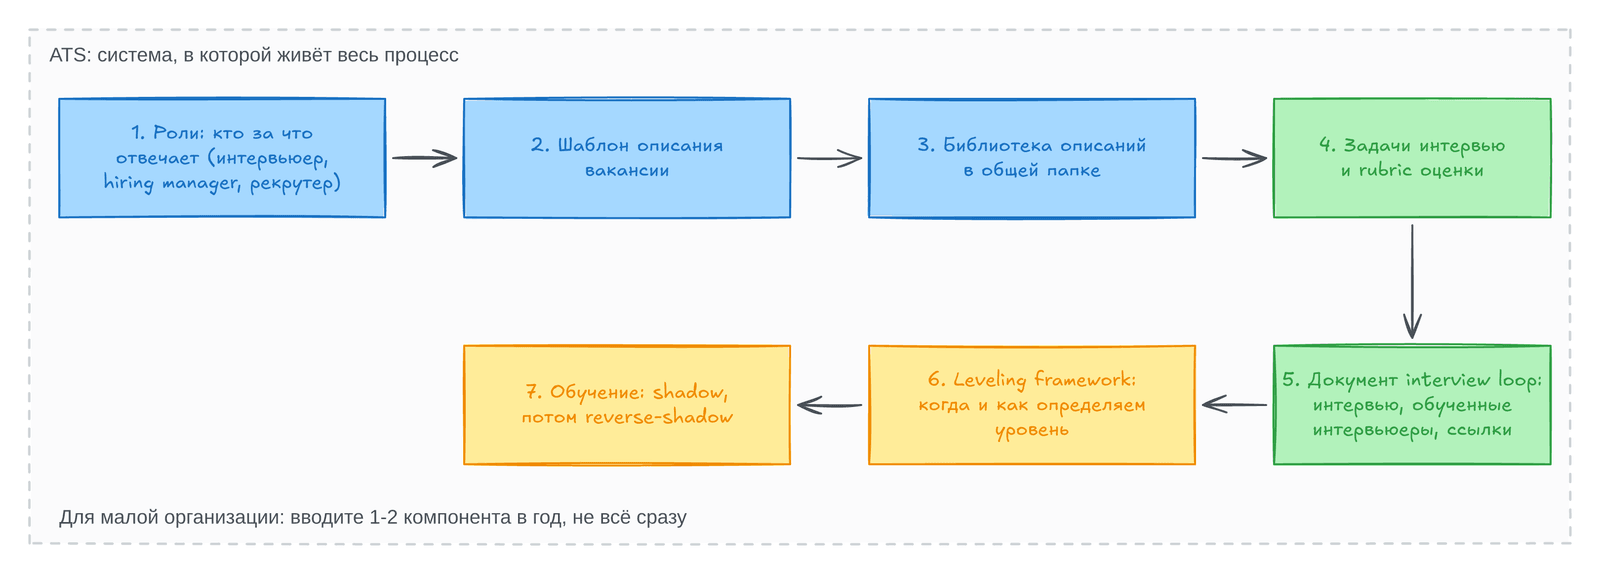 ATS: система, в которой живёт весь процесс
1. Роли: кто за что
отвечает (интервьюер,
hiring manager, рекрутер)
2. Шаблон описания
вакансии
3. Библиотека описаний
в общей папке
4. Задачи интервью
и rubric оценки
5. Документ interview loop:
интервью, обученные
интервьюеры, ссылки
6. Leveling framework:
когда и как определяем
уровень
7. Обучение: shadow,
потом reverse-shadow
Для малой организации: вводите 1-2 компонента в год, не всё сразу